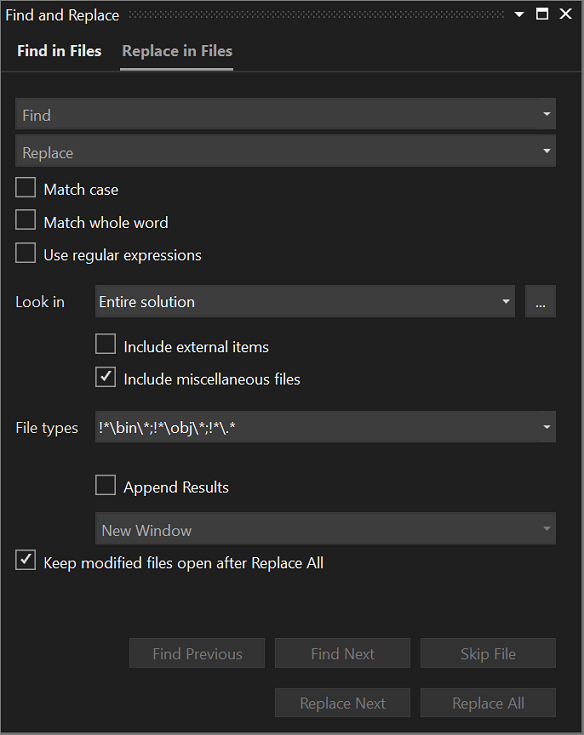 Find and Replace
Find in Files Replace in Files
Find
Replace
Match case
Match whole word
Use regular expressions
Look in Entire solution ...
Include external items
Include miscellaneous files
File types !*\bin\*;!*\obj\*;!*\.*
Append Results
New Window
Keep modified files open after Replace All
Find Previous Find Next Skip File
Replace Next Replace All